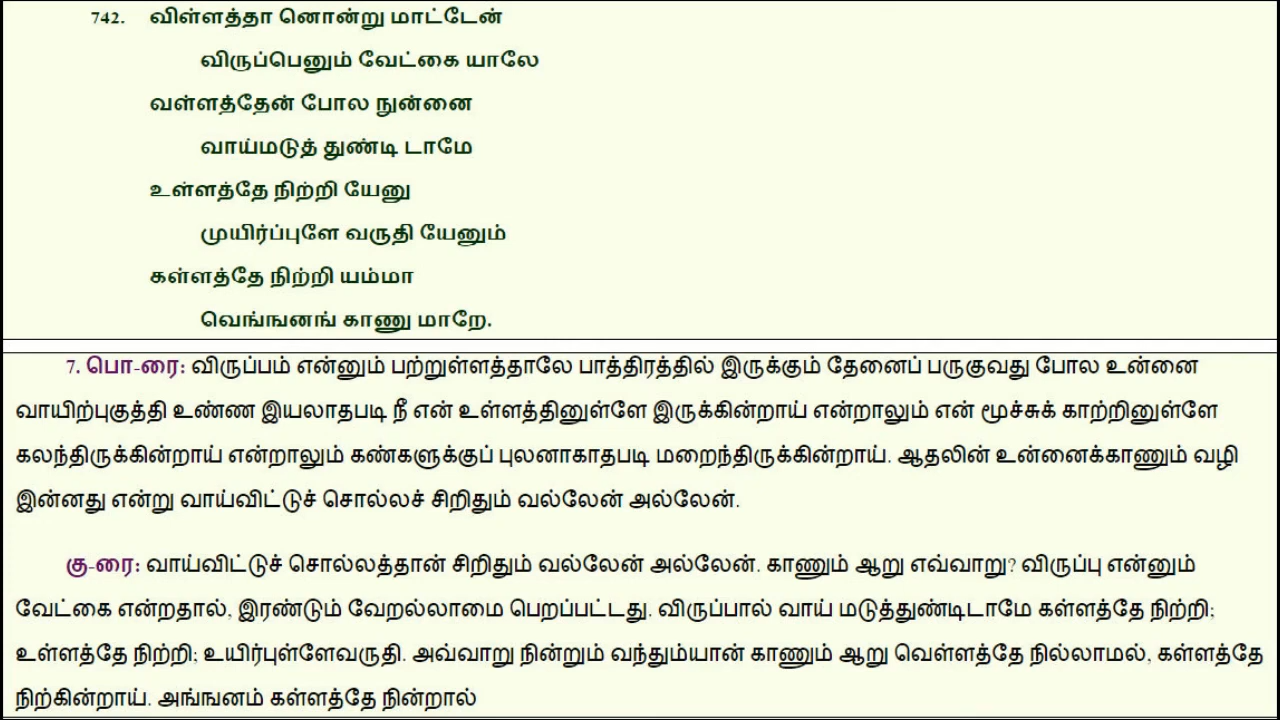 742. விள்ளத்தா னொன்று மாட்டேன்
விருப்பெனும் வேட்கை யாலே
வள்ளத்தேன் போல நுன்னை
வாய்மடுத் துண்டி டாமே
உள்ளத்தே நிற்றி யேனு
முயிர்ப்புளே வருதி யேனும்
கள்ளத்தே நிற்றி யம்மா
வெங்ஙனங் காணு மாறே.
7. பொ-ரை: விருப்பம் என்னும் பற்றுள்ளத்தாலே பாத்திரத்தில் இருக்கும் தேனைப் பருகுவது போல உன்னை
வாயிற்புகுத்தி உண்ண இயலாதபடி நீ என் உள்ளத்தினுள்ளே இருக்கின்றாய் என்றாலும் என் மூச்சுக் காற்றினுள்ளே
கலந்திருக்கின்றாய் என்றாலும் கண்களுக்குப் புலனாகாதபடி மறைந்திருக்கின்றாய். ஆதலின் உன்னைக்காணும் வழி
இன்னது என்று வாய்விட்டுச் சொல்லச் சிறிதும் வல்லேன் அல்லேன்.
கு-ரை: வாய்விட்டுச் சொல்லத்தான் சிறிதும் வல்லேன் அல்லேன். காணும் ஆறு எவ்வாறு? விருப்பு என்னும்
வேட்கை என்றதால், இரண்டும் வேறல்லாமை பெறப்பட்டது. விருப்பால் வாய் மடுத்துண்டிடாமே கள்ளத்தே நிற்றி;
உள்ளத்தே நிற்றி; உயிர்புள்ளேவருதி. அவ்வாறு நின்றும் வந்தும்யான் காணும் ஆறு வெள்ளத்தே நில்லாமல், கள்ளத்தே
நிற்கின்றாய். அங்ஙனம் கள்ளத்தே நின்றால்